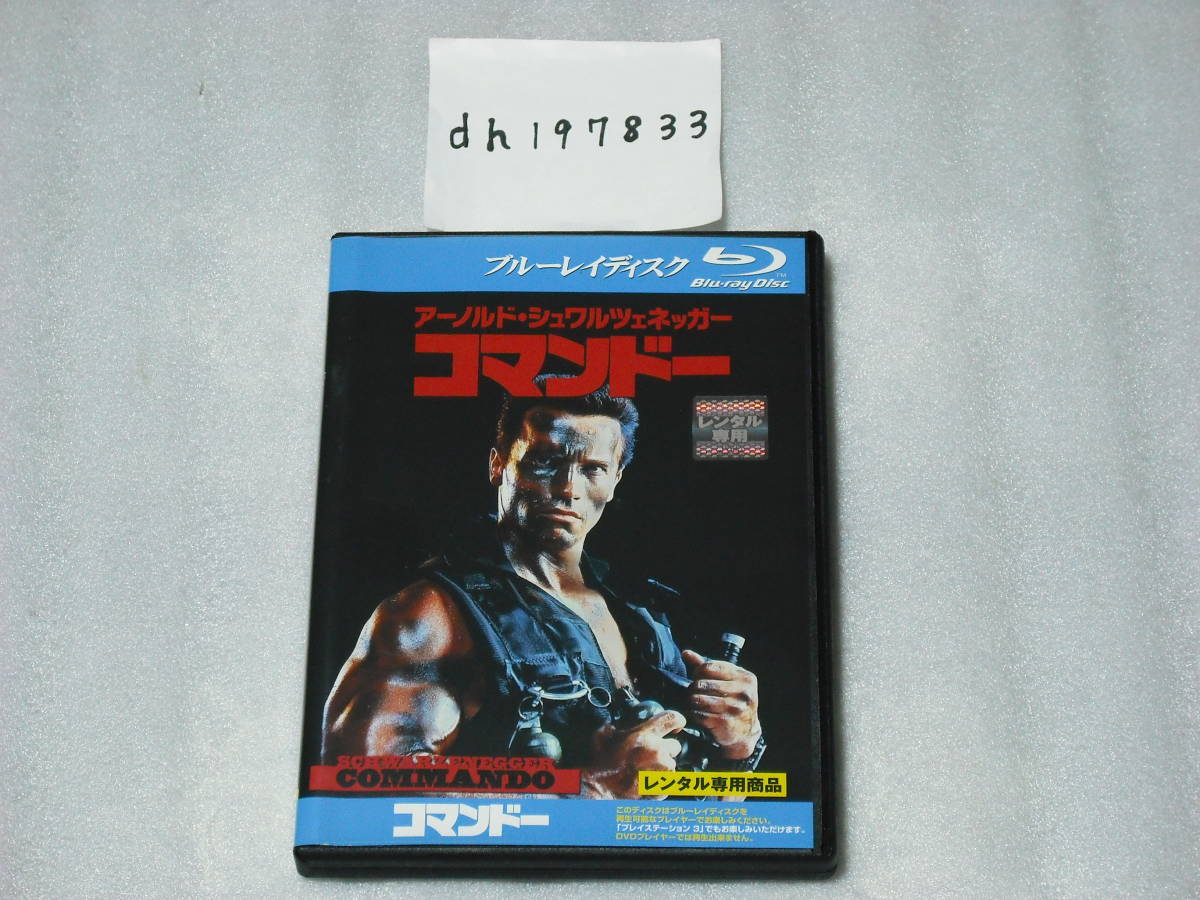 dh197833
ブルーレイディスク
Blu-ray Disc
TM
アーノルド・シュワルツェネッガー
コマンドー
レンタル
専用
SCHWARZENEGGER
COMMANDO
レンタル専用商品
コマンドー
このディスクはブルーレイディスクを
再生可能なプレイヤーでお楽しみください。
「プレイステーション 3」でもお楽しみいただけます。
DVDプレイヤーでは再生出来ません。